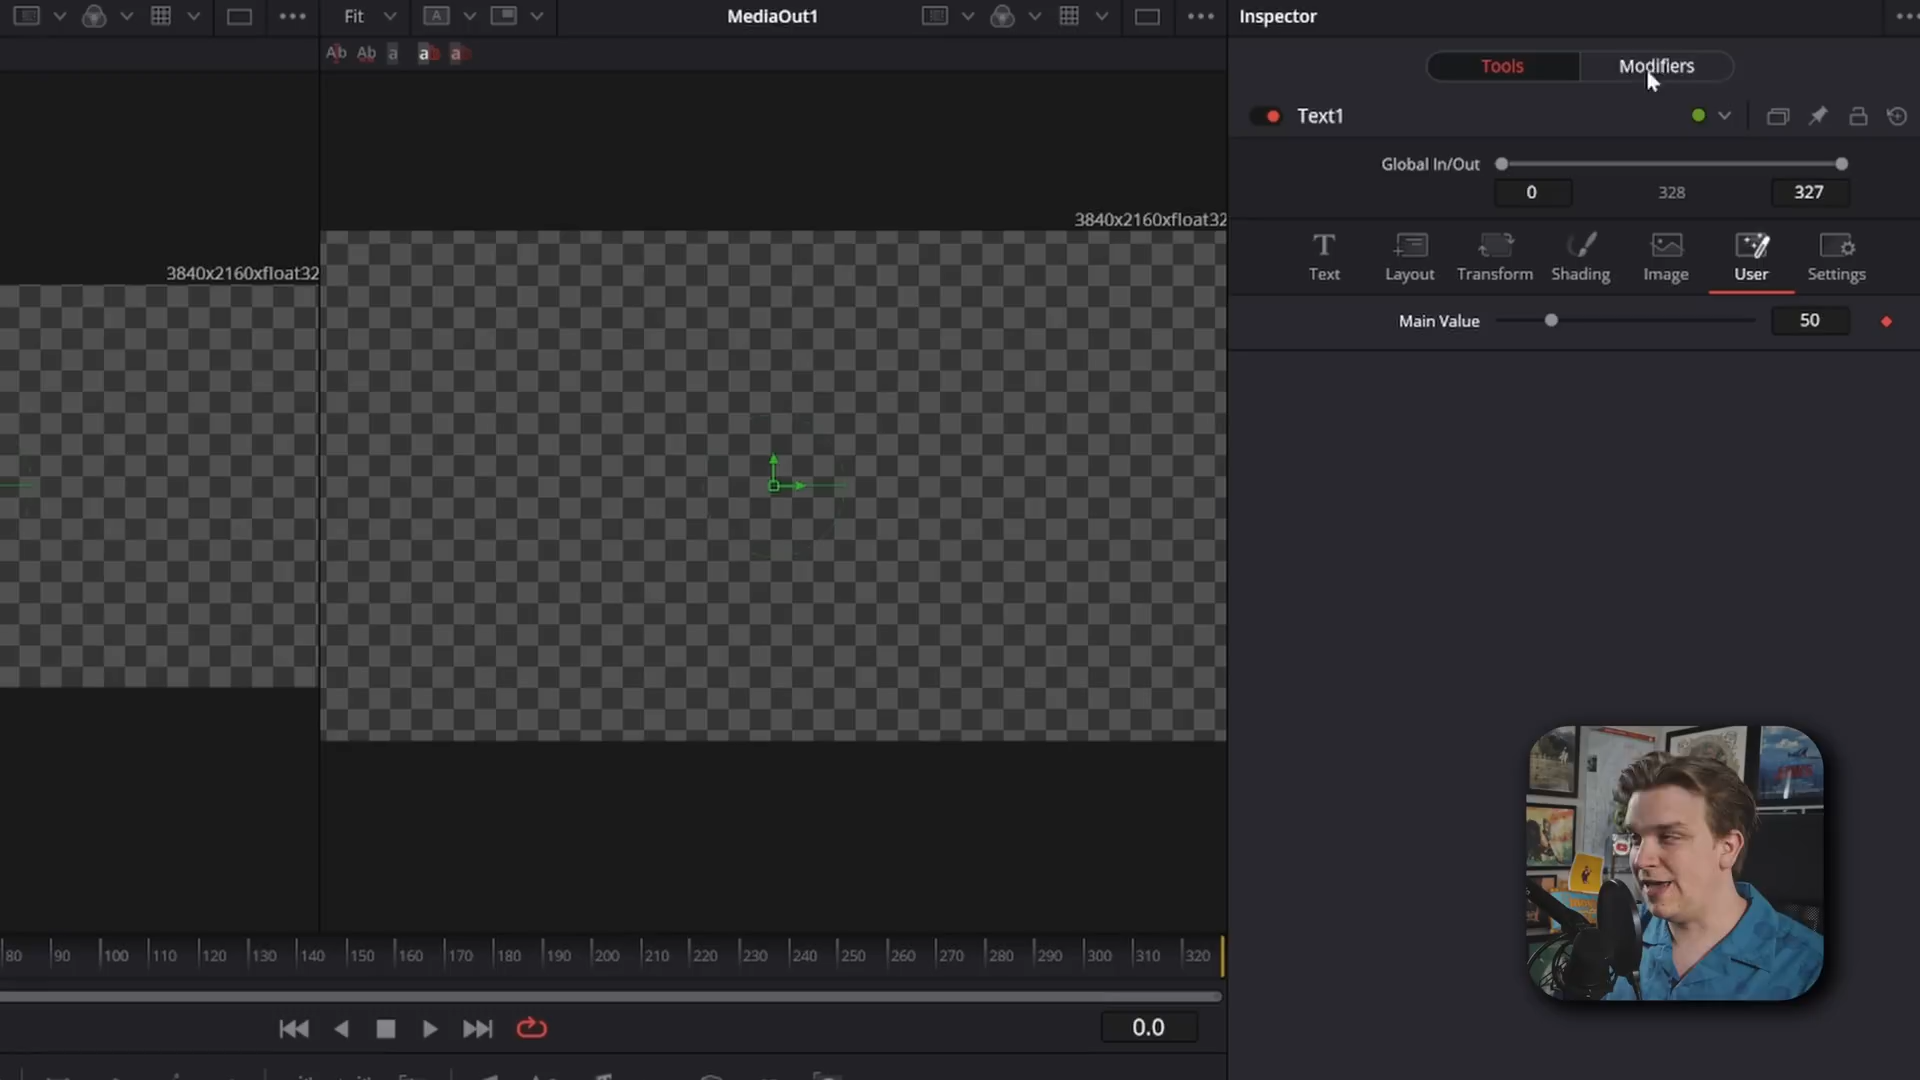 Fit
A
MediaOut1
Inspector
Ab Ab a a a
Tools
Modifiers
Text1
Global In/Out
0
328
327
3840x2160xfloat32
3840x2160xfloat32
Text
Layout
Transform
Shading
Image
User
Settings
Main Value
50
80 90 100 110 120 130 140 150 160 170 180 190 200 210 220 230 240 250 260 270 280 290 300 310 320
0.0